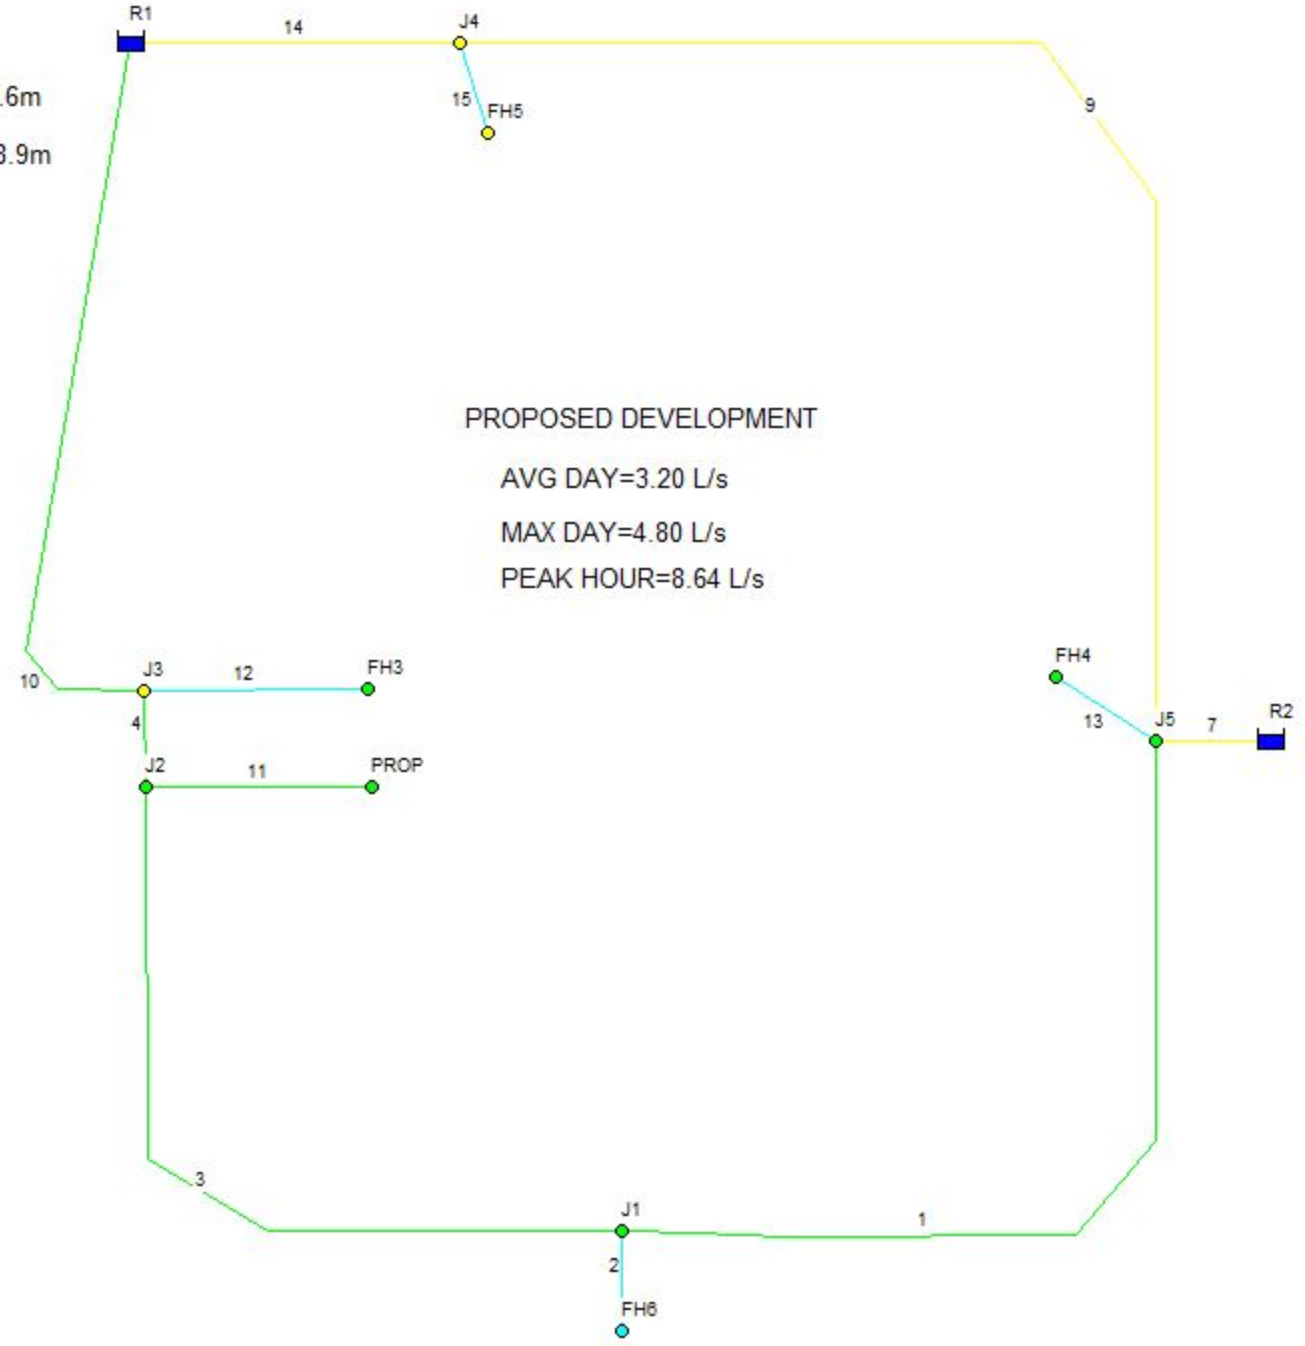 R1
14
J4
.6m
15
FH5
9
3.9m
PROPOSED DEVELOPMENT
AVG DAY=3.20 L/s
MAX DAY=4.80 L/s
PEAK HOUR=8.64 L/s
J3
12
FH3
10
4
FH4
13
J5
7
R2
J2
11
PROP
3
J1
1
2
FH6